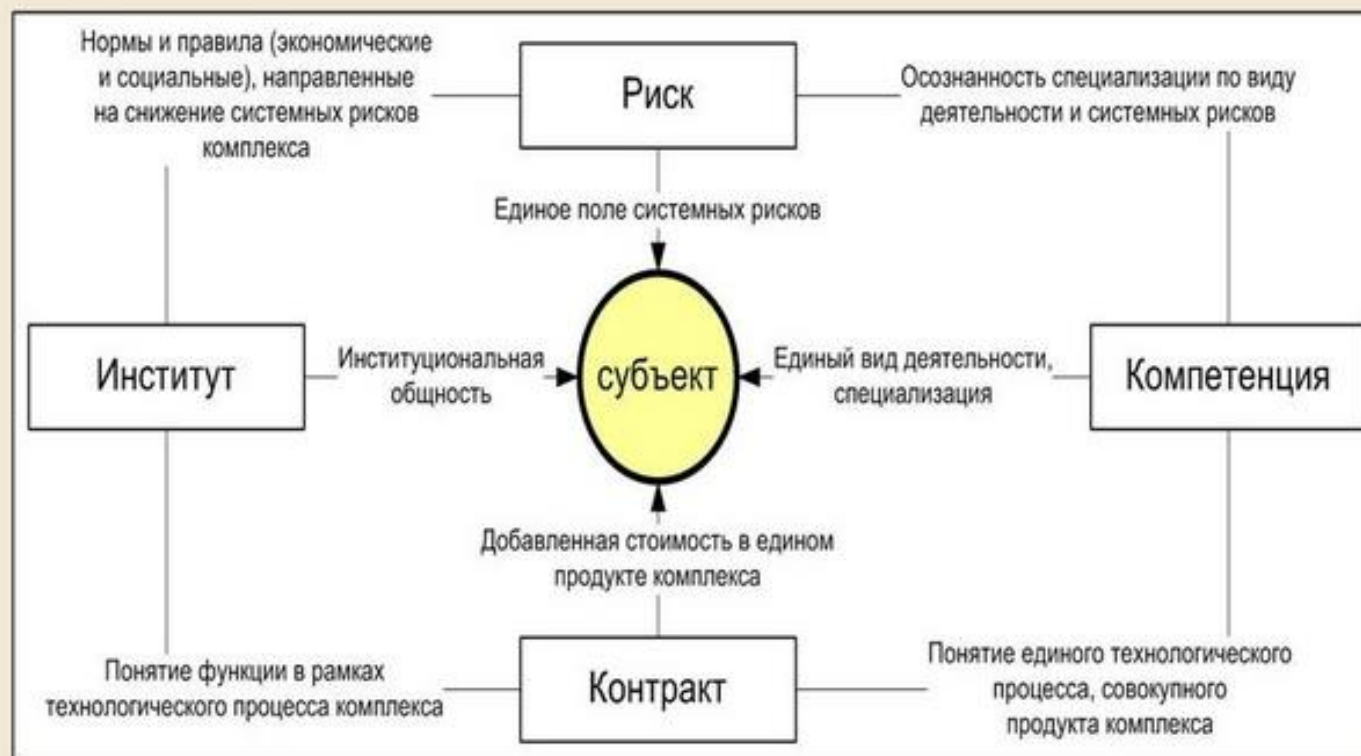 Нормы и правила (экономические
и социальные), направленные
на снижение системных рисков
комплекса
Риск
Осознанность специализации по виду
деятельности и системных рисков
Единое поле системных рисков
Институт
Институциональная
общность
субъект
Единый вид деятельности,
специализация
Компетенция
Добавленная стоимость в едином
продукте комплекса
Понятие функции в рамках
технологического процесса комплекса
Контракт
Понятие единого технологического
процесса, совокупного
продукта комплекса